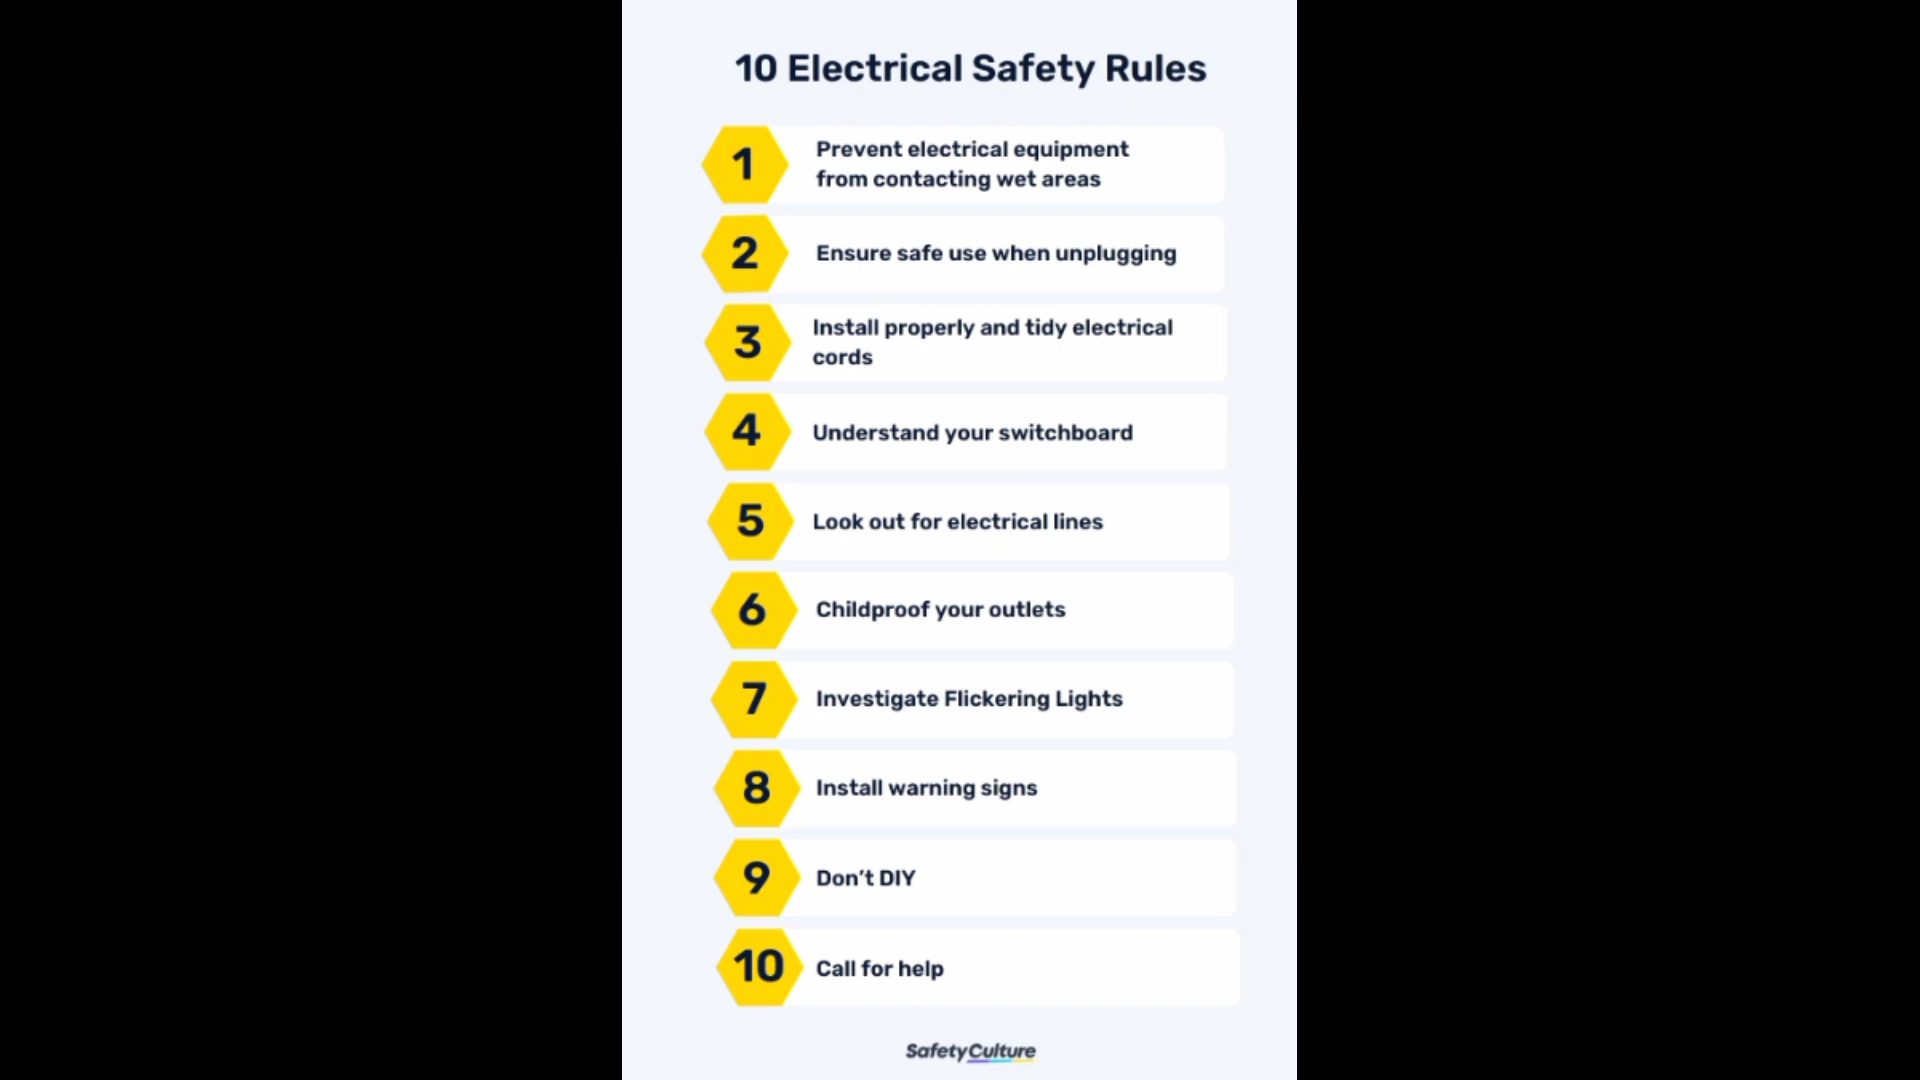 10 Electrical Safety Rules
1
Prevent electrical equipment
from contacting wet areas
2
Ensure safe use when unplugging
3
Install properly and tidy electrical
cords
4
Understand your switchboard
5
Look out for electrical lines
6
Childproof your outlets
7
Investigate Flickering Lights
8
Install warning signs
9
Don’t DIY
10
Call for help
SafetyCulture